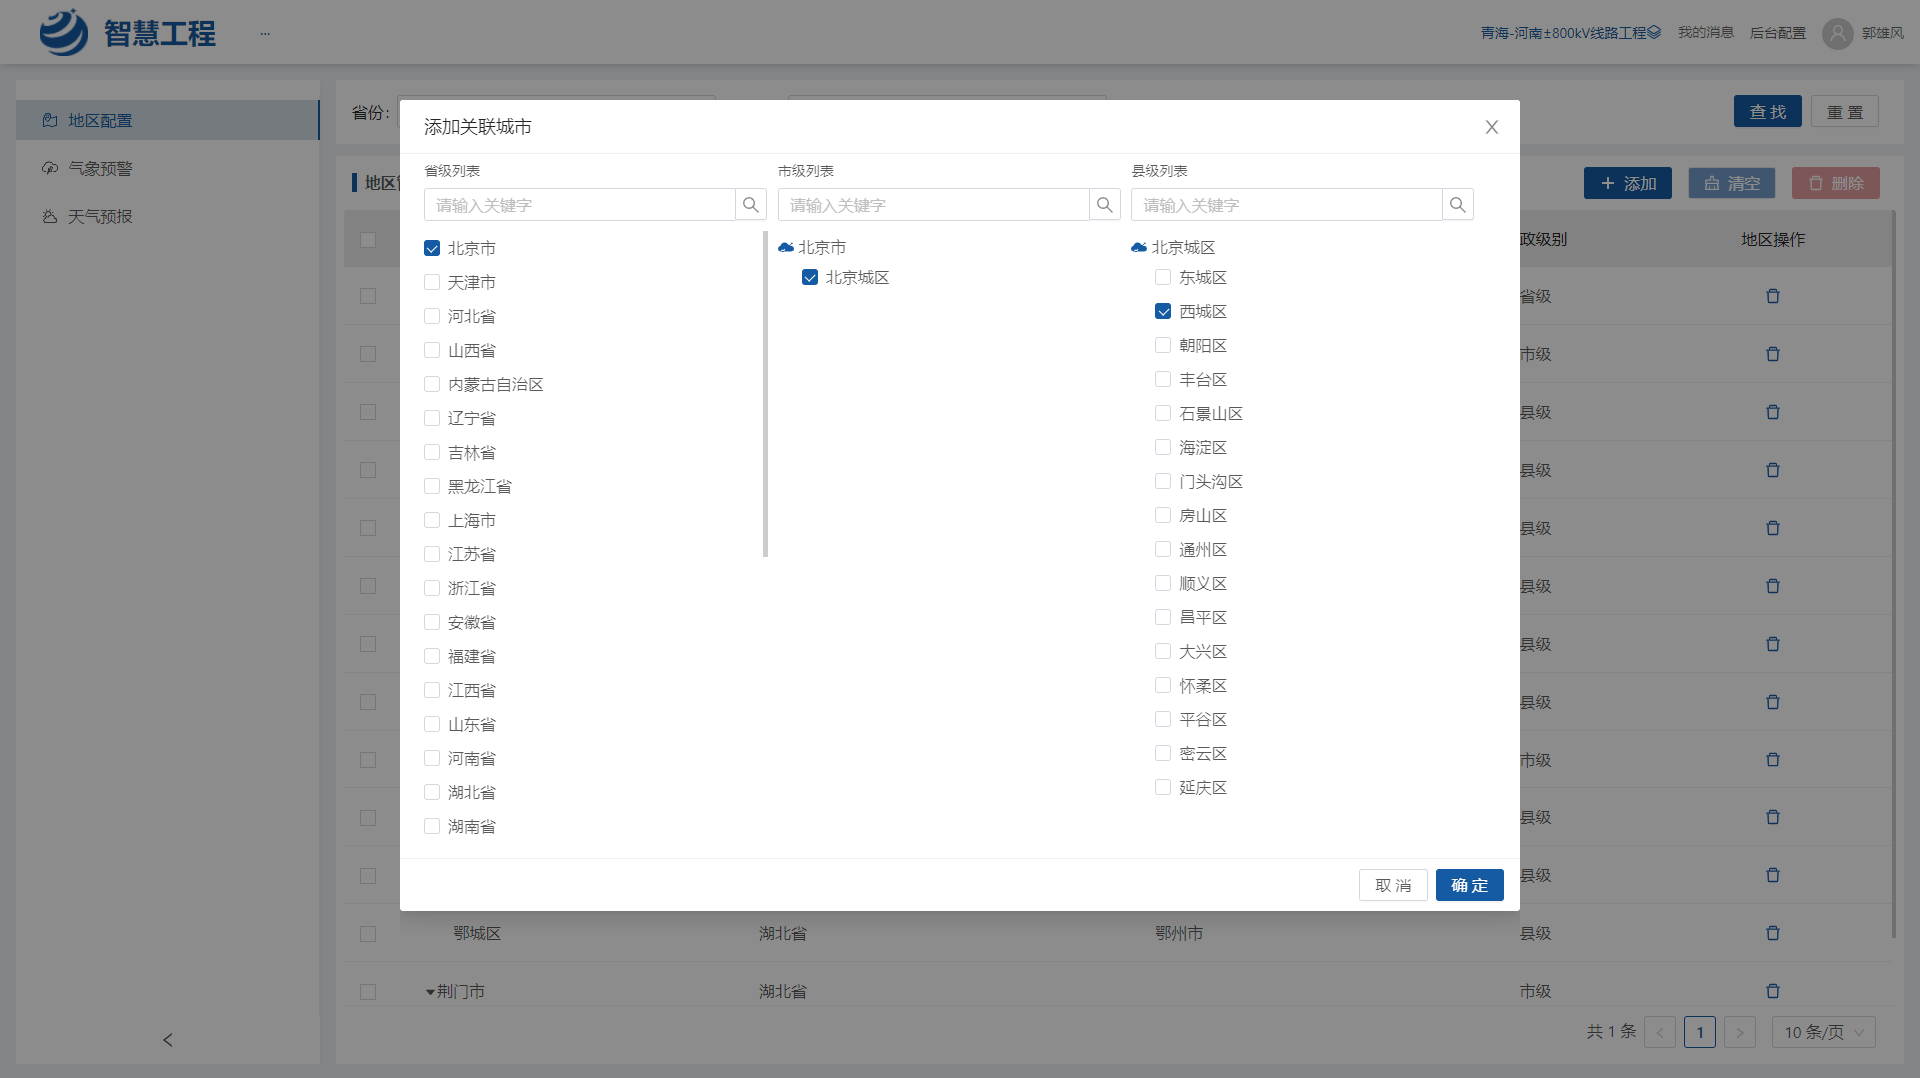 智慧工程
...
青海-河南±800kV线路工程 我的消息 后台配置 郭雄风
地区配置
气象预警
天气预报
省份：
查 找
重 置
添加
清空
删除
政级别
地区操作
省级
市级
县级
县级
县级
县级
县级
县级
市级
县级
县级
鄂城区 湖北省 鄂州市 县级
荆门市 湖北省 市级
共 1 条
1
10 条/页
添加关联城市
省级列表
请输入关键字
北京市
天津市
河北省
山西省
内蒙古自治区
辽宁省
吉林省
黑龙江省
上海市
江苏省
浙江省
安徽省
福建省
江西省
山东省
河南省
湖北省
湖南省
市级列表
请输入关键字
北京市
北京城区
县级列表
请输入关键字
北京城区
东城区
西城区
朝阳区
丰台区
石景山区
海淀区
门头沟区
房山区
通州区
顺义区
昌平区
大兴区
怀柔区
平谷区
密云区
延庆区
取 消
确 定